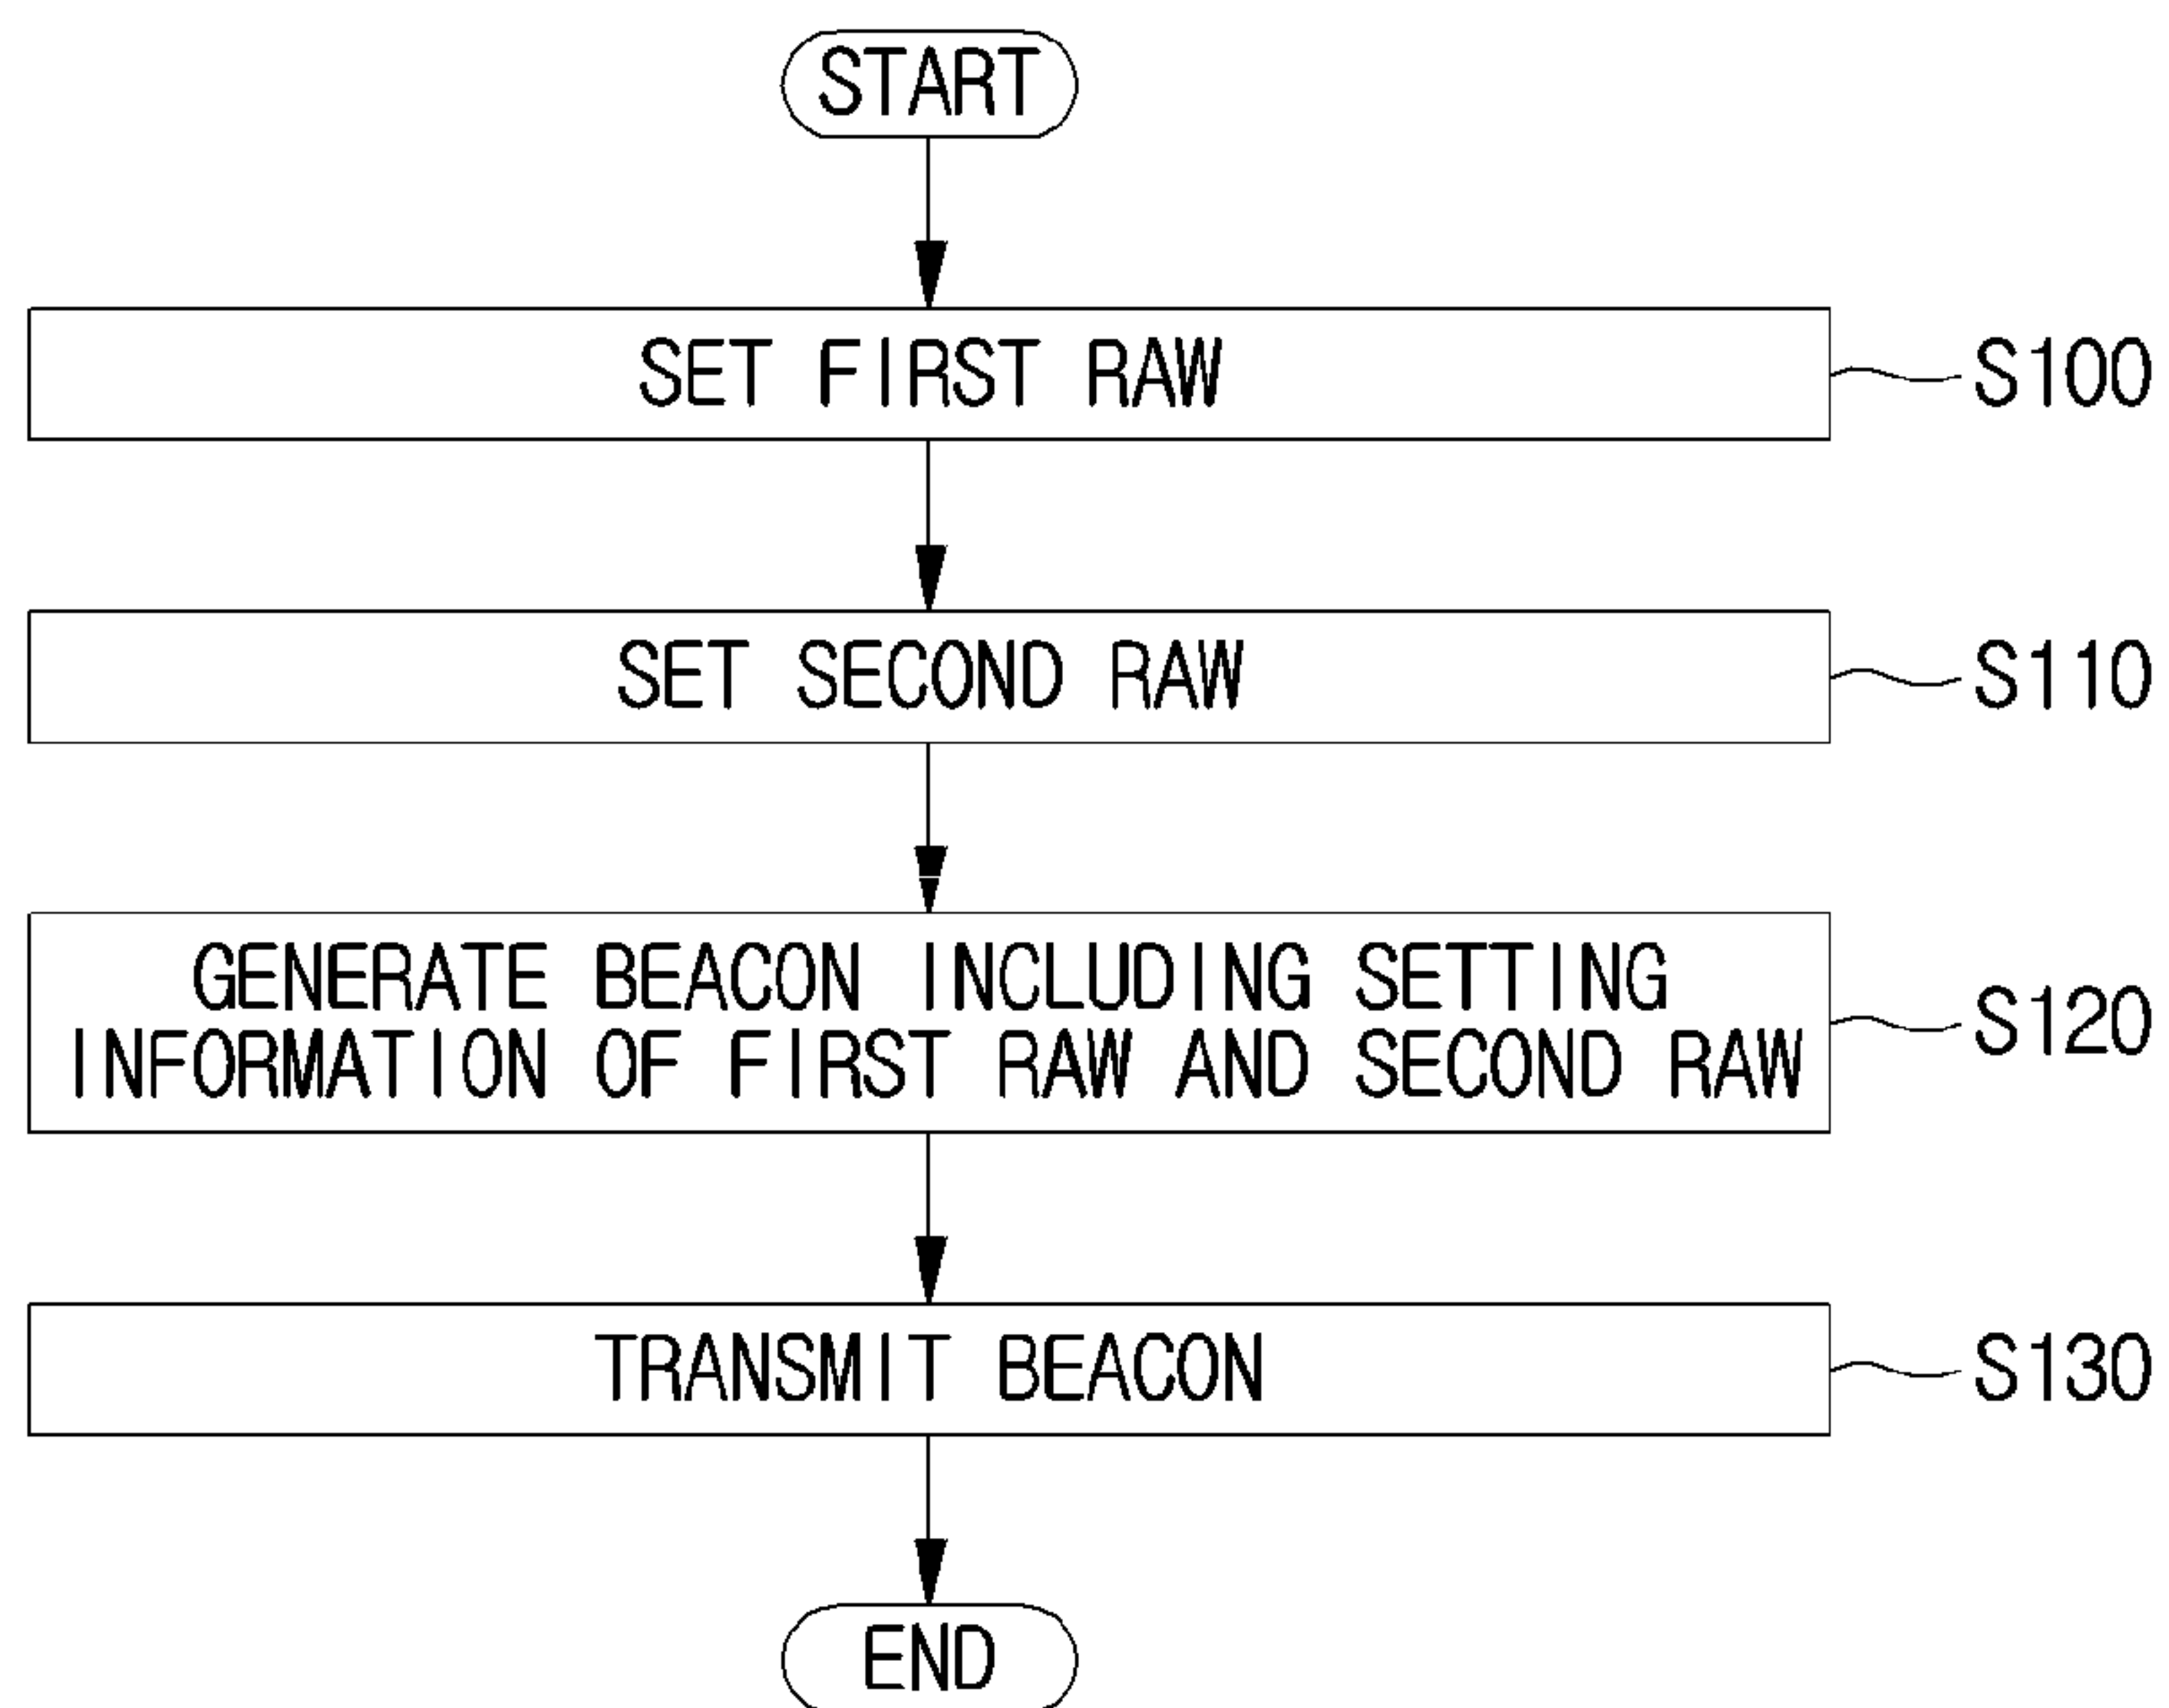 START
SET FIRST RAW
S100
SET SECOND RAW
S110
GENERATE BEACON INCLUDING SETTING
INFORMATION OF FIRST RAW AND SECOND RAW
S120
TRANSMIT BEACON
S130
END